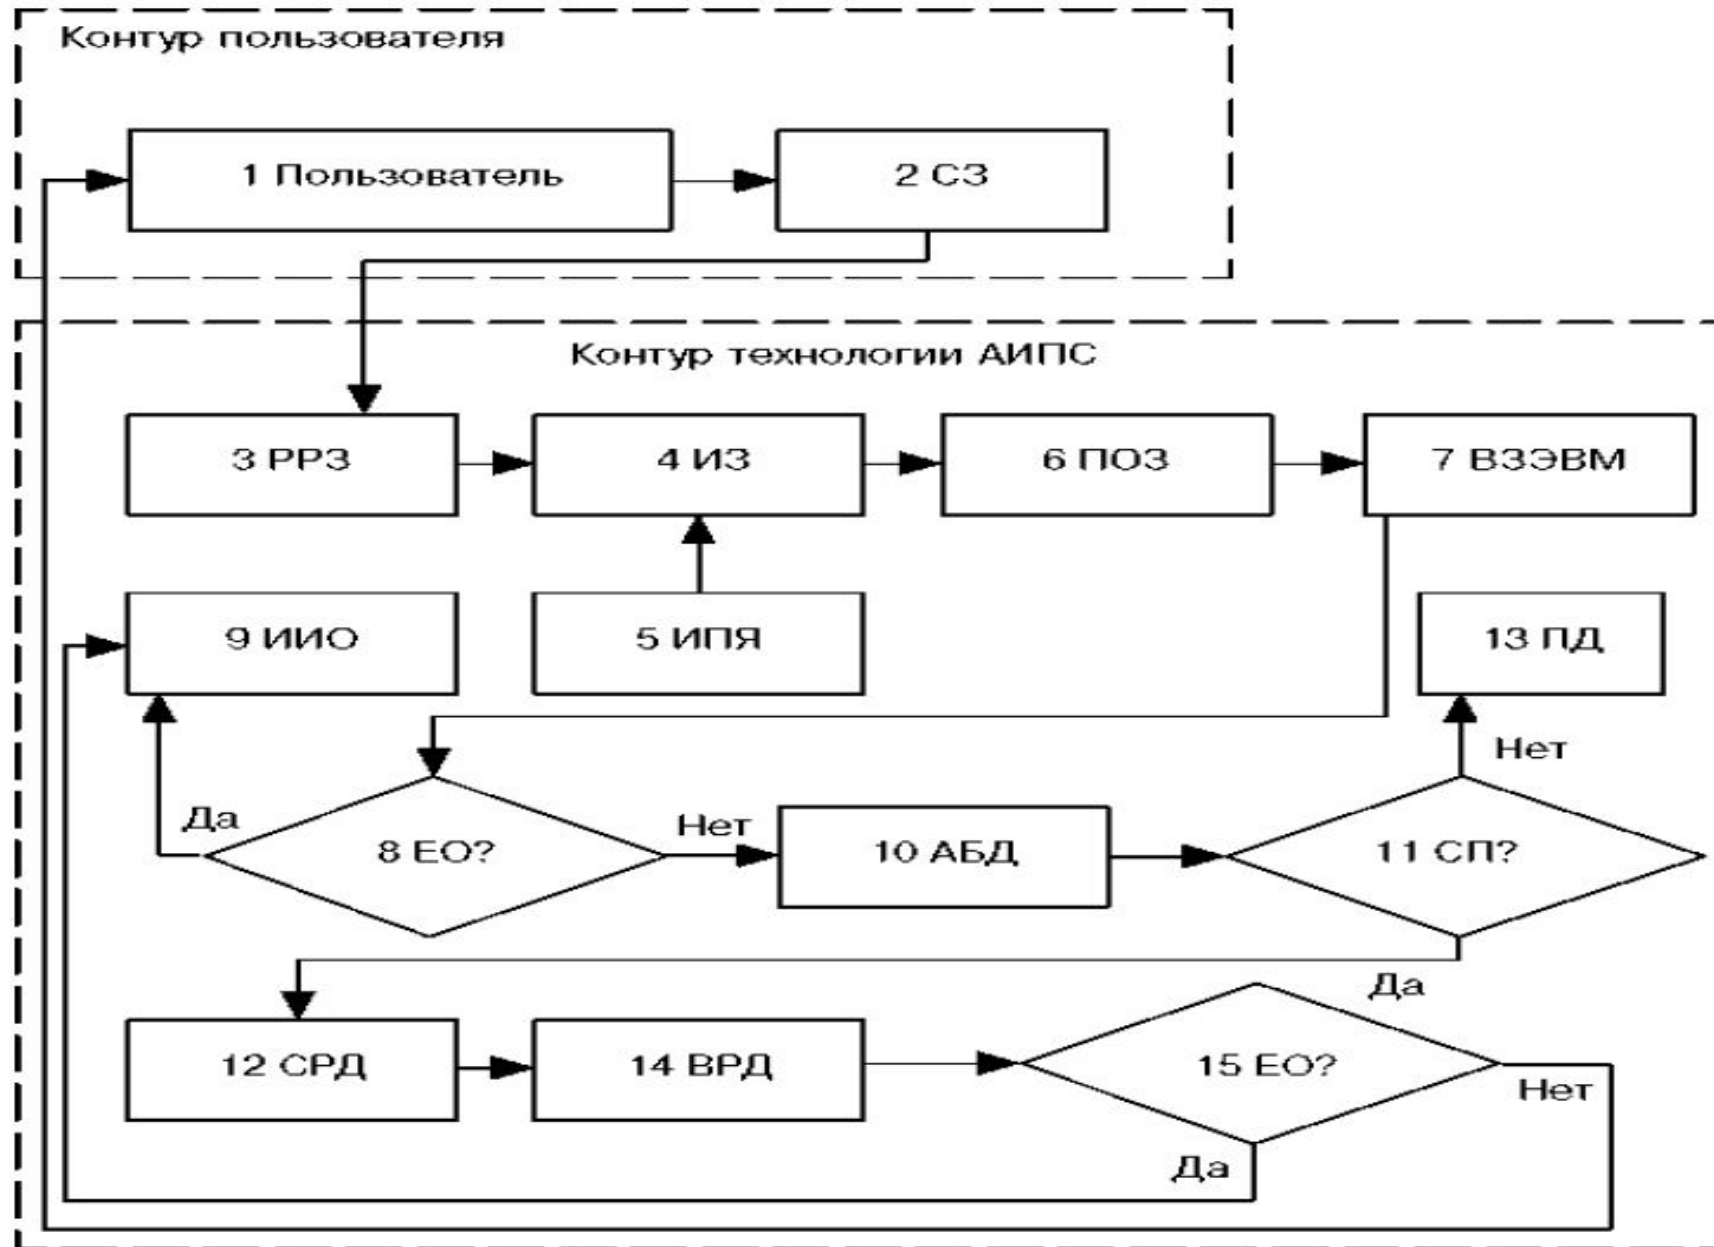 Контур пользователя
1 Пользователь
2 СЗ
Контур технологии АИПС
3 РРЗ
4 ИЗ
6 ПОЗ
7 ВЗЭВМ
9 ИИО
5 ИПЯ
13 ПД
Нет
Да
8 ЕО?
Нет
10 АБД
11 СП?
Да
12 СРД
14 ВРД
15 ЕО?
Нет
Да